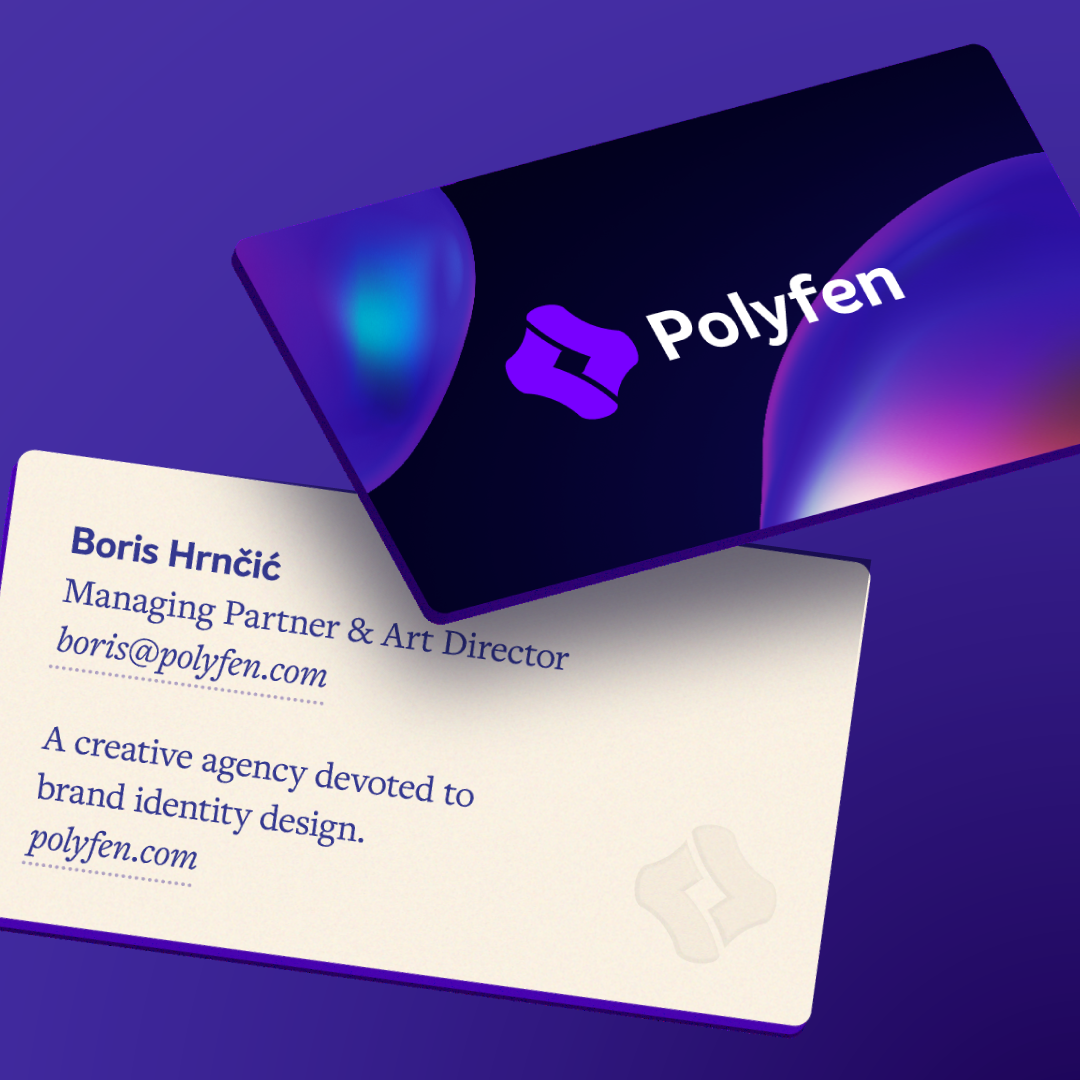 Polyfen
Boris Hrnčić
Managing Partner & Art Director
boris@polyfen.com
A creative agency devoted to
brand identity design.
polyfen.com